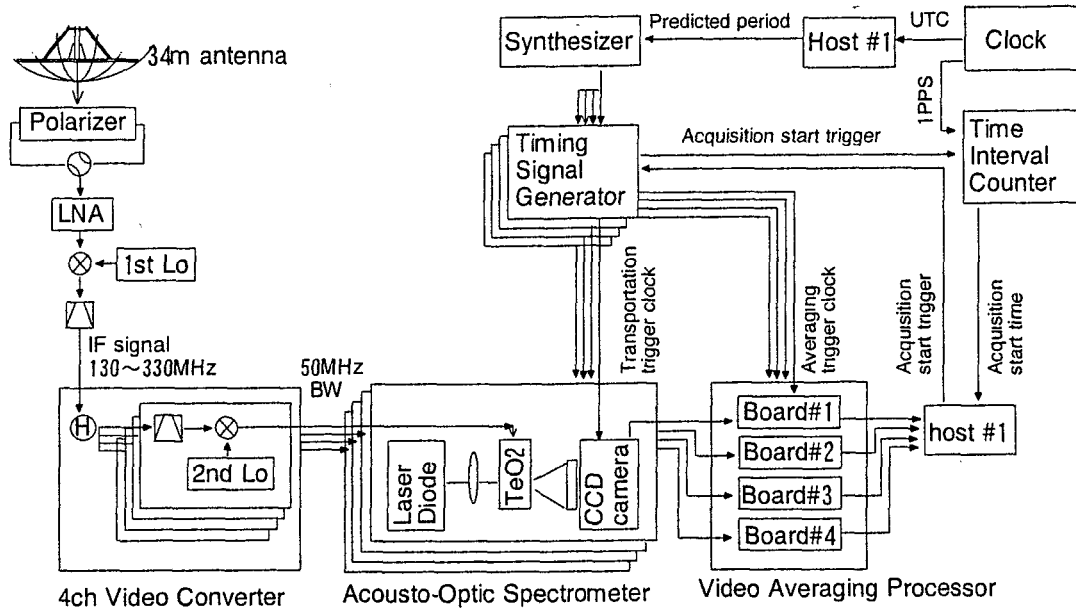 34m antenna
Polarizer
LNA
1st Lo
IF signal
130～330MHz
H
2nd Lo
4ch Video Converter
50MHz
BW
Synthesizer
Predicted period
Host #1
UTC
Clock
1PPS
Timing
Signal
Generator
Acquisition start trigger
Time
Interval
Counter
Transportation
trigger clock
Averaging
trigger clock
Acquisition
start trigger
Acquisition
start time
Laser
Diode
TeO2
CCD
camera
Acousto-Optic Spectrometer
Board#1
Board#2
Board#3
Board#4
Video Averaging Processor
host #1